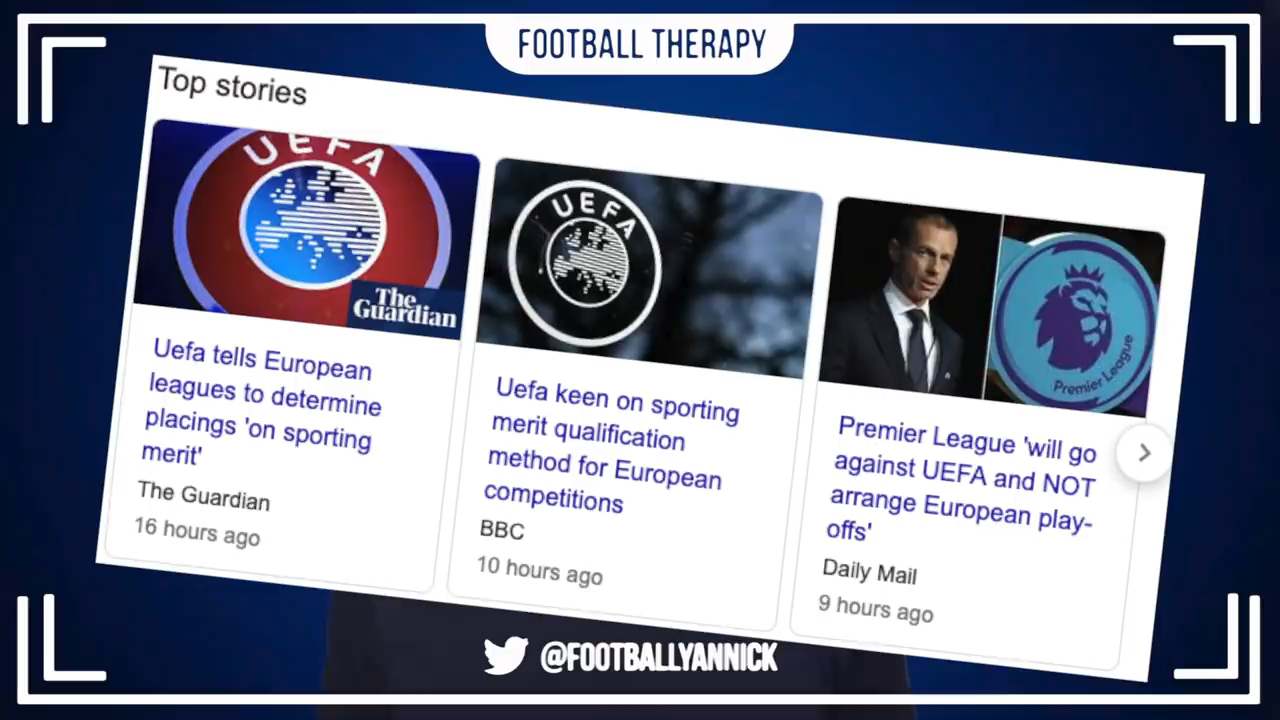 FOOTBALL THERAPY
Top stories
UEFA
The
Guardian
Uefa tells European
leagues to determine
placings 'on sporting
merit'
The Guardian
16 hours ago
UEFA
Uefa keen on sporting
merit qualification
method for European
competitions
BBC
10 hours ago
Premier League
Premier League 'will go
against UEFA and NOT
arrange European play-
offs'
Daily Mail
9 hours ago
@FOOTBALLYANNICK